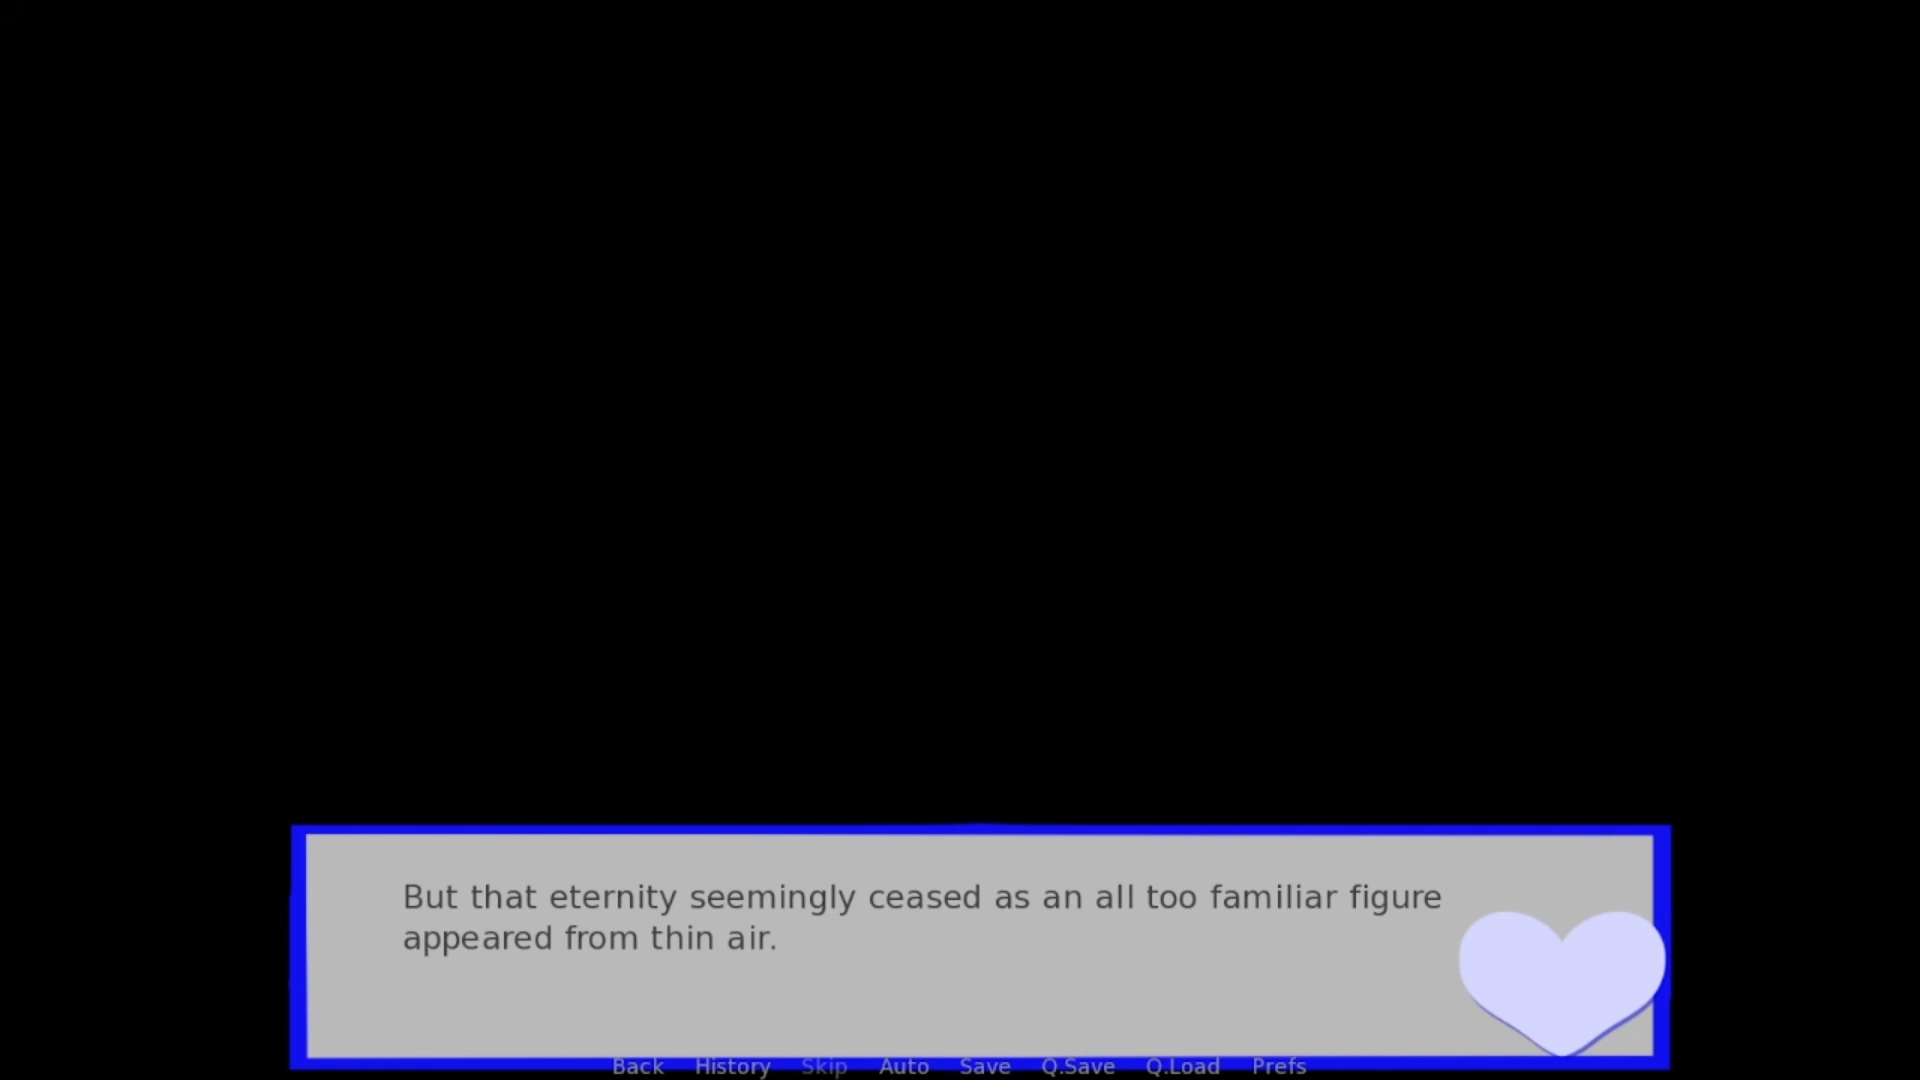 But that eternity seemingly ceased as an all too familiar figure
appeared from thin air.
Back History Skip Auto Save Q.Save Q.Load Prefs